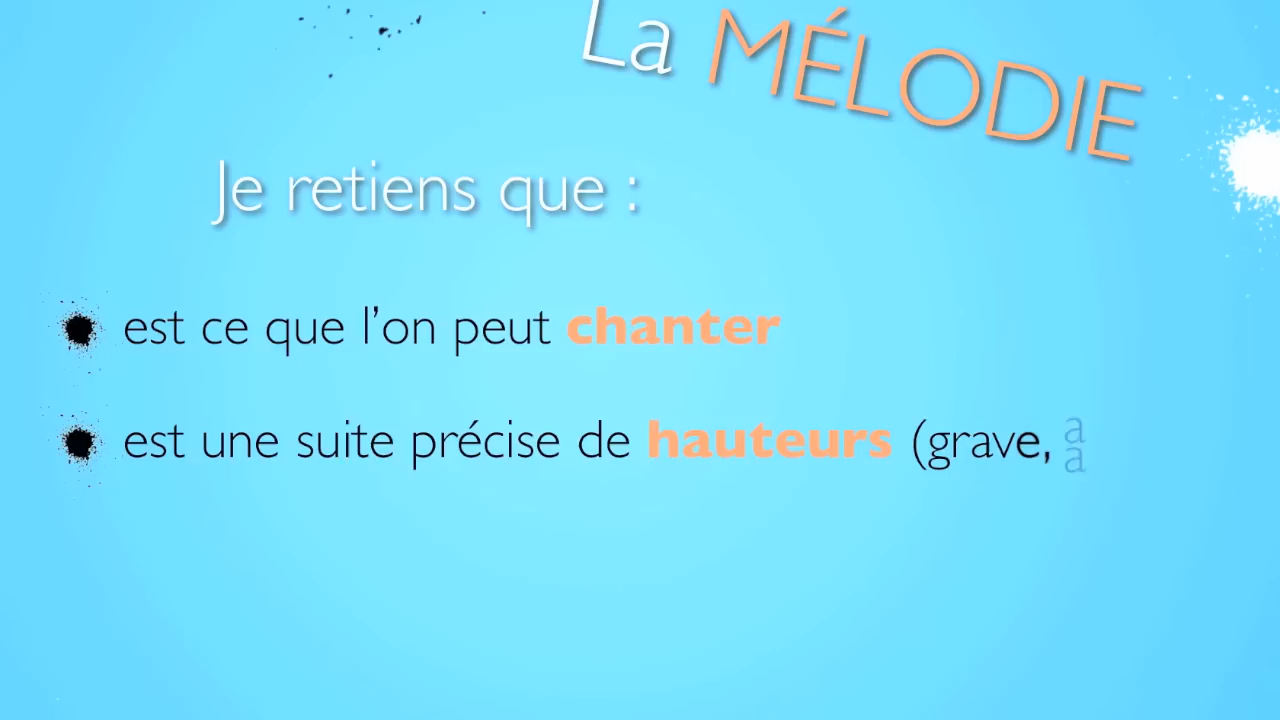 La MÉLODIE
Je retiens que :
est ce que l’on peut chanter
est une suite précise de hauteurs (grave, a